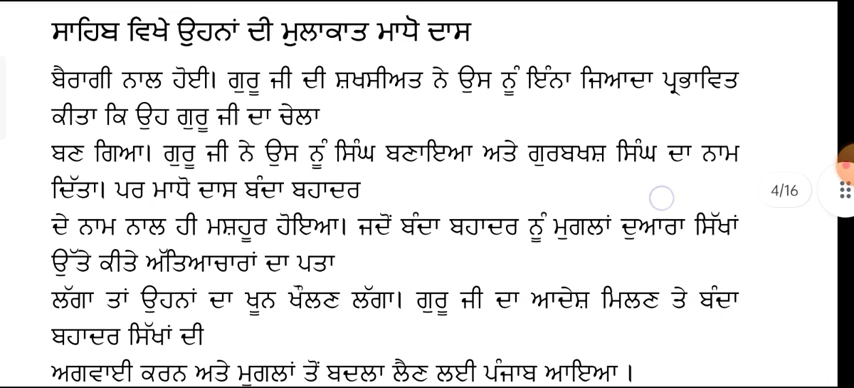 ਸਾਹਿਬ ਵਿਖੇ ਉਹਨਾਂ ਦੀ ਮੁਲਾਕਾਤ ਮਾਧੋ ਦਾਸ
ਬੈਰਾਗੀ ਨਾਲ ਹੋਈ। ਗੁਰੂ ਜੀ ਦੀ ਸ਼ਖਸੀਅਤ ਨੇ ਉਸ ਨੂੰ ਇੰਨਾ ਜਿਆਦਾ ਪ੍ਰਭਾਵਿਤ
ਕੀਤਾ ਕਿ ਉਹ ਗੁਰੂ ਜੀ ਦਾ ਚੇਲਾ
ਬਣ ਗਿਆ। ਗੁਰੂ ਜੀ ਨੇ ਉਸ ਨੂੰ ਸਿੰਘ ਬਣਾਇਆ ਅਤੇ ਗੁਰਬਖਸ਼ ਸਿੰਘ ਦਾ ਨਾਮ
ਦਿੱਤਾ। ਪਰ ਮਾਧੋ ਦਾਸ ਬੰਦਾ ਬਹਾਦਰ
4/16
ਦੇ ਨਾਮ ਨਾਲ ਹੀ ਮਸ਼ਹੂਰ ਹੋਇਆ। ਜਦੋਂ ਬੰਦਾ ਬਹਾਦਰ ਨੂੰ ਮੁਗਲਾਂ ਦੁਆਰਾ ਸਿੱਖਾਂ
ਉੱਤੇ ਕੀਤੇ ਅੱਤਿਆਚਾਰਾਂ ਦਾ ਪਤਾ
ਲੱਗਾ ਤਾਂ ਉਹਨਾਂ ਦਾ ਖੂਨ ਖੌਲਣ ਲੱਗਾ। ਗੁਰੂ ਜੀ ਦਾ ਆਦੇਸ਼ ਮਿਲਣ ਤੇ ਬੰਦਾ
ਬਹਾਦਰ ਸਿੱਖਾਂ ਦੀ
ਅਗਵਾਈ ਕਰਨ ਅਤੇ ਮੁਗਲਾਂ ਤੋਂ ਬਦਲਾ ਲੈਣ ਲਈ ਪੰਜਾਬ ਆਇਆ ।